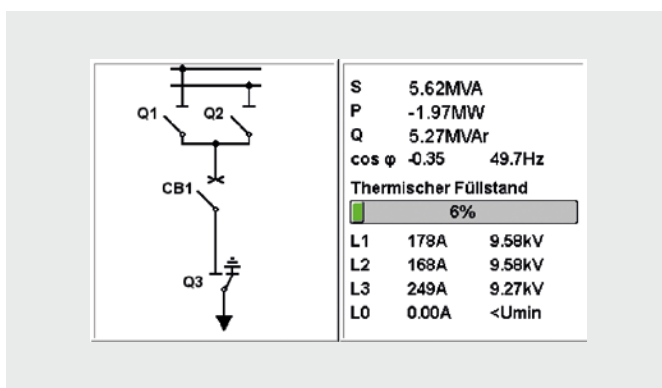 Q1 Q2
CB1
Q3
S 5.62MVA
P -1.97MW
Q 5.27MVAr
cos φ -0.35 49.7Hz
Thermischer Füllstand
6%
L1 178A 9.58kV
L2 168A 9.58kV
L3 249A 9.27kV
L0 0.00A <Umin